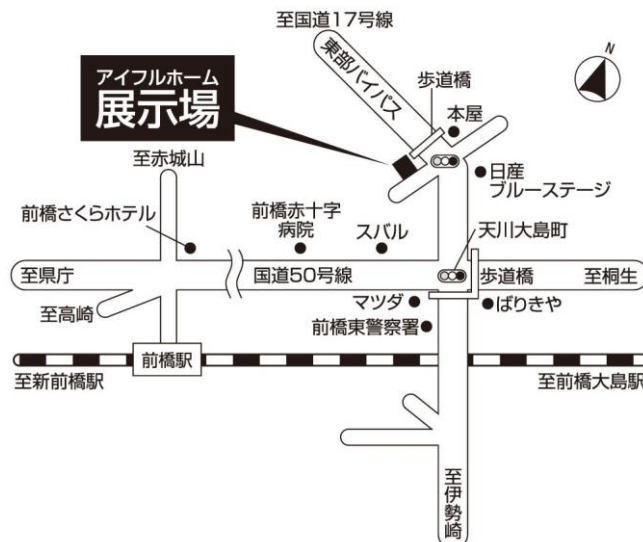 至国道17号線
N
アイフルホーム
展示場
東部バイパス
歩道橋
本屋
至赤城山
日産
ブルーステージ
前橋さくらホテル
前橋赤十字
病院
スバル
天川大島町
至県庁
国道50号線
歩道橋
至桐生
至高崎
マツダ
ばりきや
前橋東警察署
前橋駅
至新前橋駅
至前橋大島駅
至伊勢崎